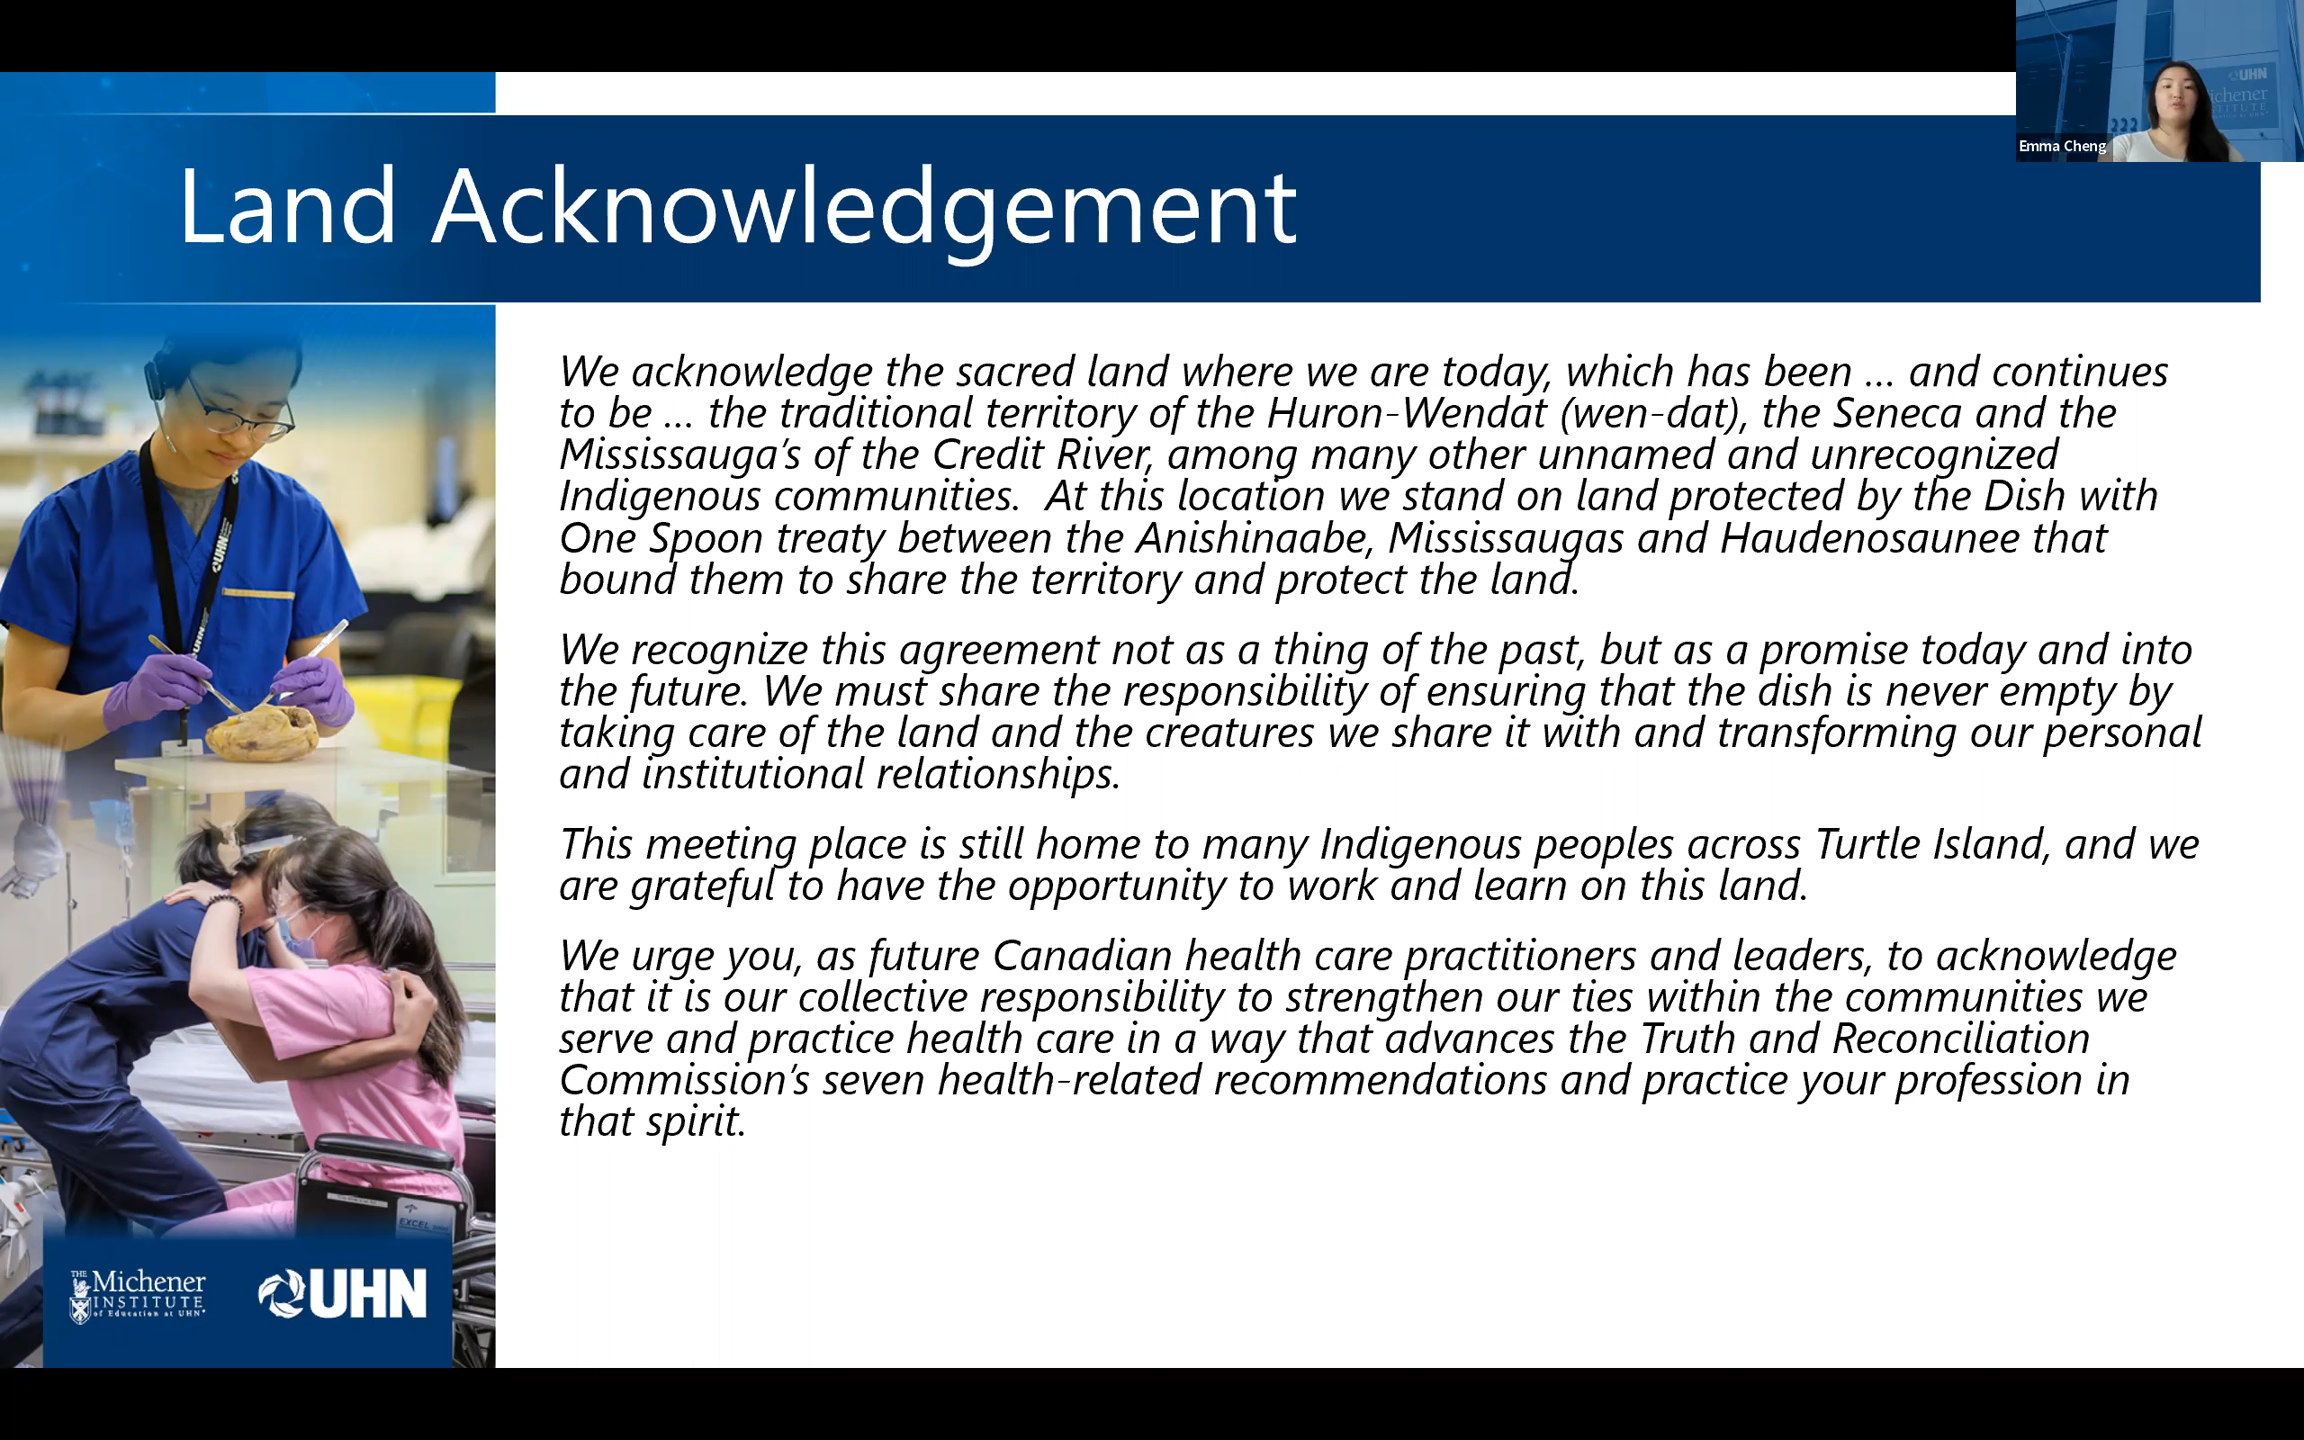 UHN
Michener
INSTITUTE
222
Emma Cheng
Land Acknowledgement
We acknowledge the sacred land where we are today, which has been ... and continues
to be ... the traditional territory of the Huron-Wendat (wen-dat), the Seneca and the
Mississauga’s of the Credit River, among many other unnamed and unrecognized
Indigenous communities.  At this location we stand on land protected by the Dish with
One Spoon treaty between the Anishinaabe, Mississaugas and Haudenosaunee that
bound them to share the territory and protect the land.
We recognize this agreement not as a thing of the past, but as a promise today and into
the future. We must share the responsibility of ensuring that the dish is never empty by
taking care of the land and the creatures we share it with and transforming our personal
and institutional relationships.
This meeting place is still home to many Indigenous peoples across Turtle Island, and we
are grateful to have the opportunity to work and learn on this land.
We urge you, as future Canadian health care practitioners and leaders, to acknowledge
that it is our collective responsibility to strengthen our ties within the communities we
serve and practice health care in a way that advances the Truth and Reconciliation
Commission’s seven health-related recommendations and practice your profession in
that spirit.
UHN
EXCEL
THE
Michener
INSTITUTE
of Education at UHN
UHN